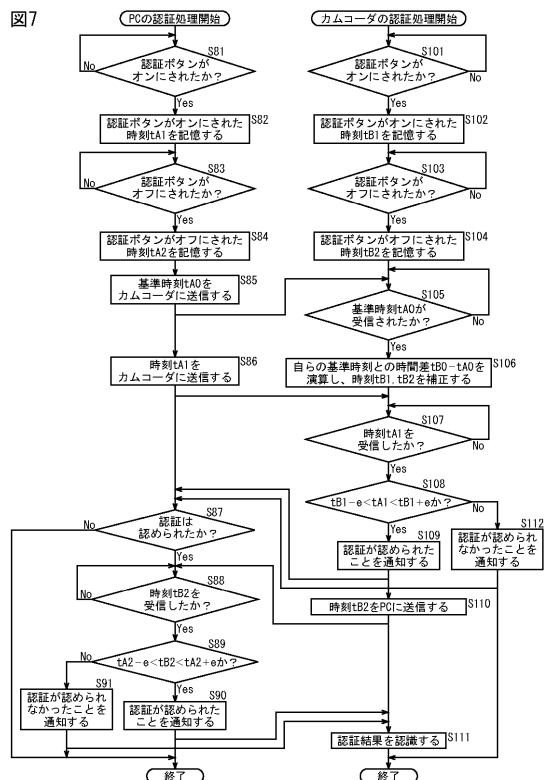 図7
PCの認証処理開始
S81
認証ボタンが
オンにされたか?
No
Yes
S82
認証ボタンがオンにされた
時刻tA1を記憶する
S83
認証ボタンが
オフにされたか?
No
Yes
S84
認証ボタンがオフにされた
時刻tA2を記憶する
S85
基準時刻tA0を
カムコーダに送信する
S86
時刻tA1を
カムコーダに送信する
S87
認証は
認められたか?
No
Yes
S88
時刻tB2を
受信したか?
No
Yes
S89
tA2-e<tB2<tA2+eか?
No
Yes
S91
認証が認められ
なかったことを
通知する
S90
認証が認められた
ことを通知する
終了
カムコーダの認証処理開始
S101
認証ボタンが
オンにされたか?
No
Yes
S102
認証ボタンがオンにされた
時刻tB1を記憶する
S103
認証ボタンが
オフにされたか?
No
Yes
S104
認証ボタンがオフにされた
時刻tB2を記憶する
S105
基準時刻tA0が
受信されたか?
No
Yes
S106
自らの基準時刻との時間差tB0-tA0を
演算し、時刻tB1,tB2を補正する
S107
時刻tA1を
受信したか?
No
Yes
S108
tB1-e<tA1<tB1+eか?
No
Yes
S109
認証が認められた
ことを通知する
S112
認証が認められ
なかったことを
通知する
時刻tB2をPCに送信する
S110
認証結果を認識する
S111
終了